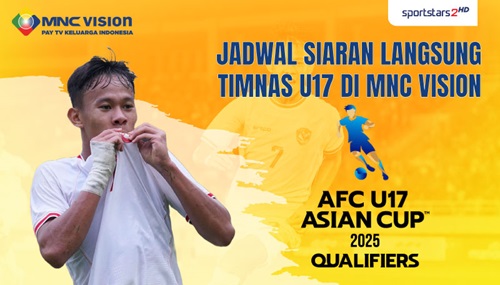 MNC VISION
PAY TV KELUARGA INDONESIA
sportstars2HD
JADWAL SIARAN LANGSUNG
TIMNAS U17 DI MNC VISION
AFC U17
ASIAN CUP™
2025
QUALIFIERS